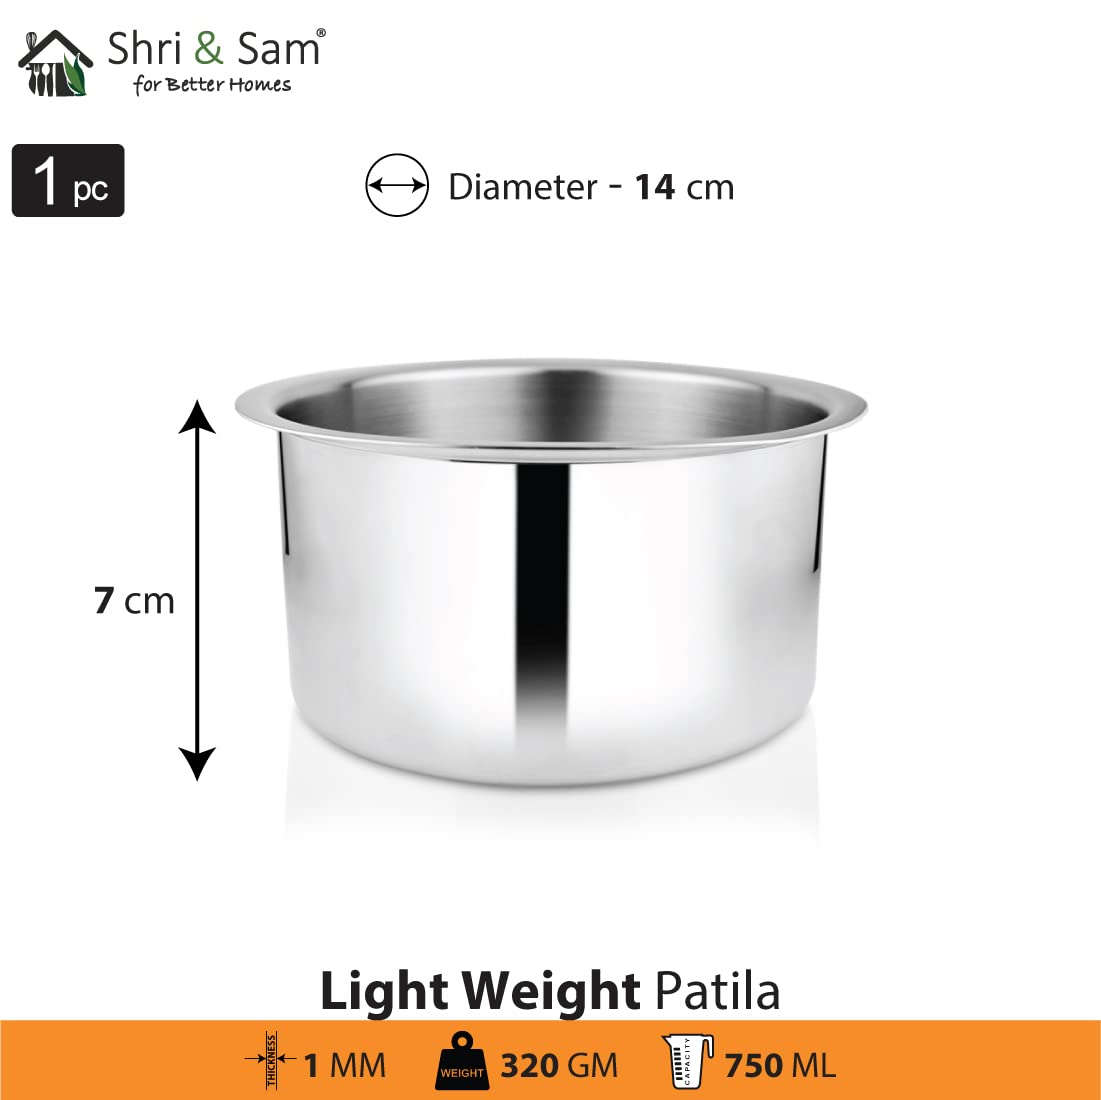 Shri & Sam®
for Better Homes
1 pc
Diameter - 14 cm
7 cm
Light Weight Patila
THICKNESS
1 MM
WEIGHT
320 GM
CAPACITY
750 ML